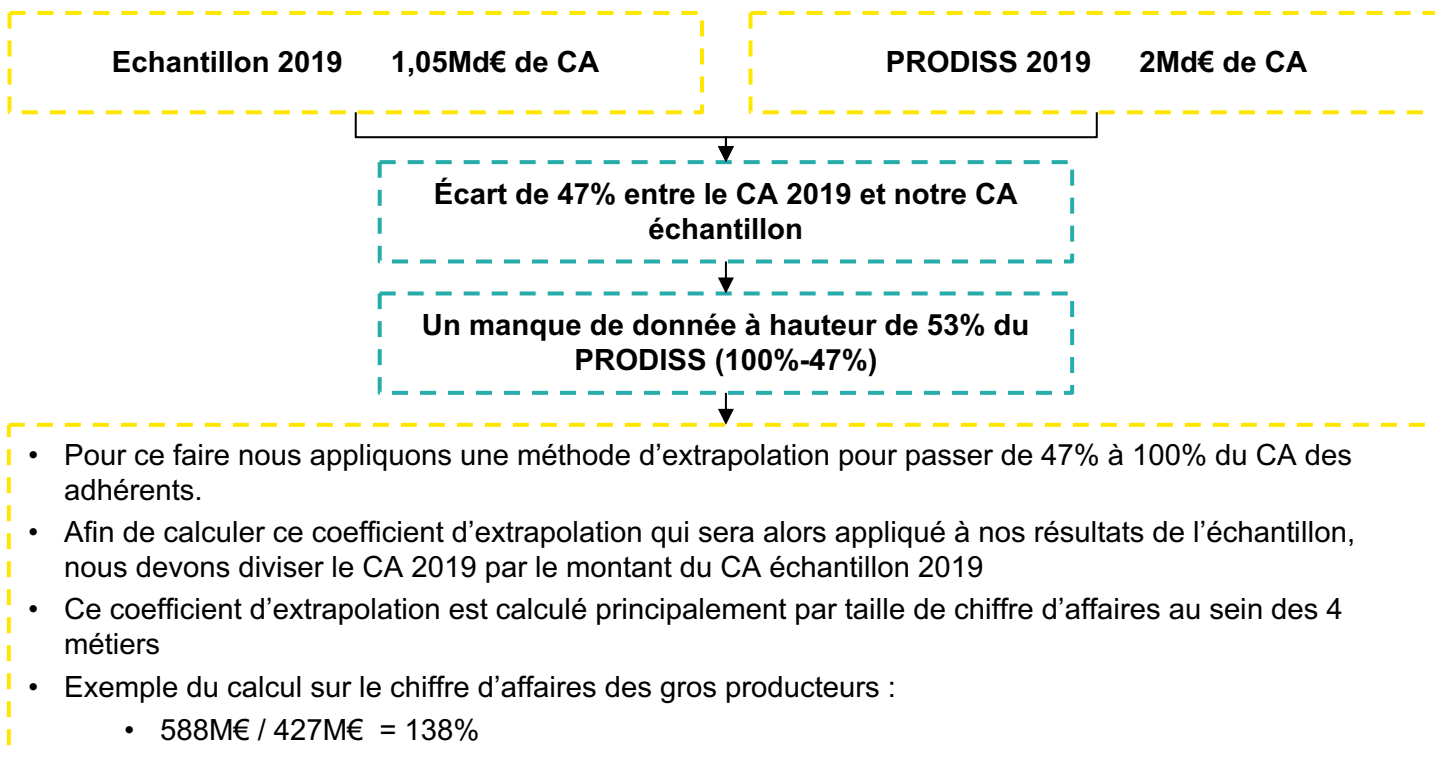 Echantillon 2019 1,05Md€ de CA
PRODISS 2019 2Md€ de CA
Écart de 47% entre le CA 2019 et notre CA
échantillon
Un manque de donnée à hauteur de 53% du
PRODISS (100%-47%)
• Pour ce faire nous appliquons une méthode d’extrapolation pour passer de 47% à 100% du CA des
adhérents.
• Afin de calculer ce coefficient d’extrapolation qui sera alors appliqué à nos résultats de l’échantillon,
nous devons diviser le CA 2019 par le montant du CA échantillon 2019
• Ce coefficient d’extrapolation est calculé principalement par taille de chiffre d’affaires au sein des 4
métiers
• Exemple du calcul sur le chiffre d’affaires des gros producteurs :
• 588M€ / 427M€ = 138%